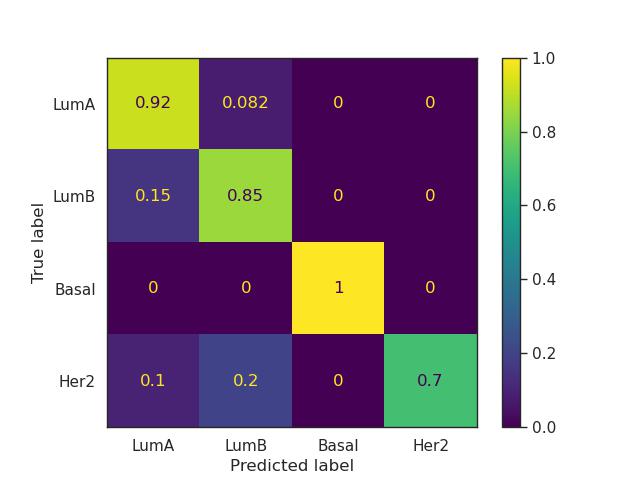 1.0
LumA 0.92 0.082 0 0
0.8
LumB 0.15 0.85 0 0
0.6
True label
0.4
Basal 0 0 1 0
0.2
Her2 0.1 0.2 0 0.7
0.0
LumA LumB Basal Her2
Predicted label